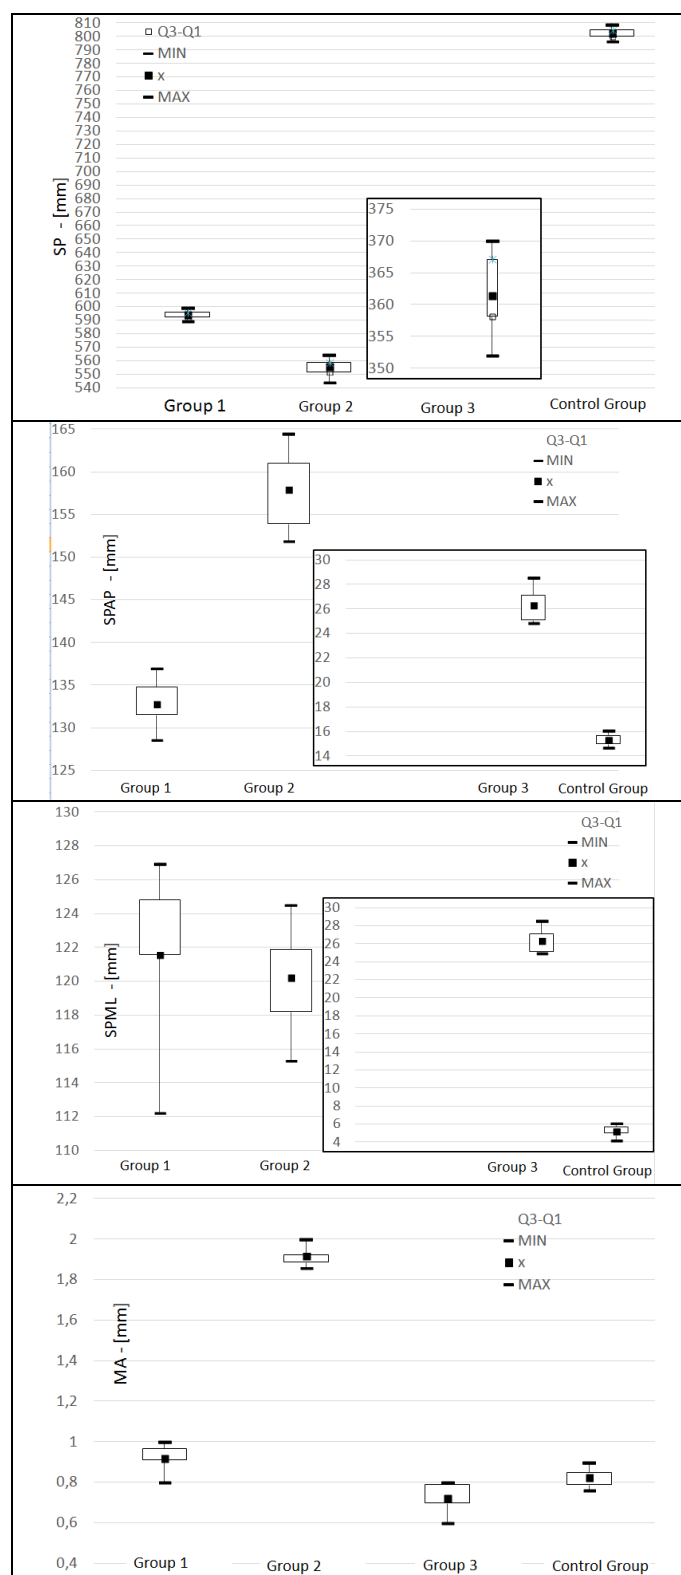 810
800
790
780
770
760
750
740
730
720
710
700
690
680
670
660
650
640
630
620
610
600
590
580
570
560
550
540
SP - [mm]
Q3-Q1
MIN
x
MAX
375
370
365
360
355
350
Group 1
Group 2
Group 3
Control Group
165
160
155
150
145
140
135
130
125
SPAP - [mm]
Q3-Q1
MIN
x
MAX
30
28
26
24
22
20
18
16
14
Group 1
Group 2
Group 3
Control Group
130
128
126
124
122
120
118
116
114
112
110
SPML - [mm]
Q3-Q1
MIN
x
MAX
30
28
26
24
22
20
18
16
14
12
10
8
6
4
Group 1
Group 2
Group 3
Control Group
2,2
2
1,8
1,6
1,4
1,2
1
0,8
0,6
0,4
MA - [mm]
Q3-Q1
MIN
x
MAX
Group 1
Group 2
Group 3
Control Group